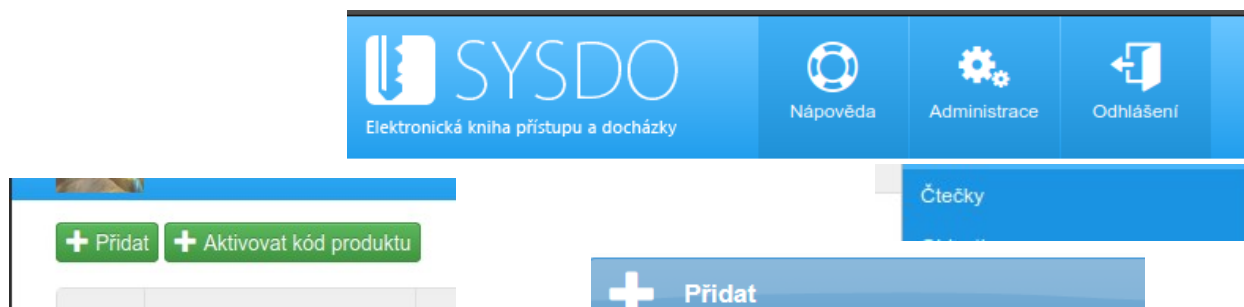 SYSDO
Elektronická kniha přístupu a docházky
Nápověda
Administrace
Odhlášení
Čtečky
Přidat
Aktivovat kód produktu
Přidat